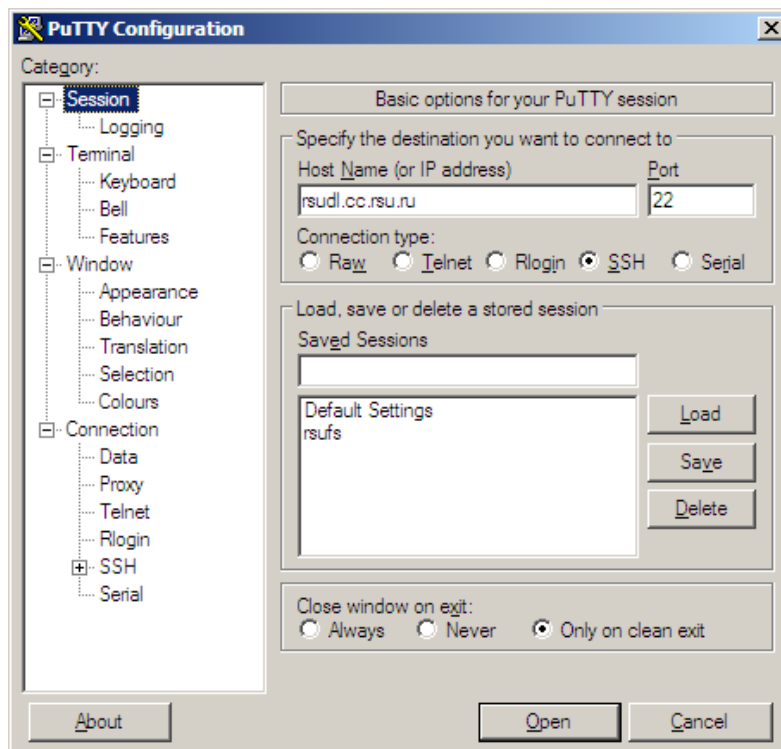 PuTTY Configuration
Category:
Session
Logging
Terminal
Keyboard
Bell
Features
Window
Appearance
Behaviour
Translation
Selection
Colours
Connection
Data
Proxy
Telnet
Rlogin
SSH
Serial
Basic options for your PuTTY session
Specify the destination you want to connect to
Host Name (or IP address) Port
rsudl.cc.rsu.ru 22
Connection type:
Raw Telnet Rlogin SSH Serial
Load, save or delete a stored session
Saved Sessions
Default Settings
rsufs
Load
Save
Delete
Close window on exit:
Always Never Only on clean exit
About Open Cancel